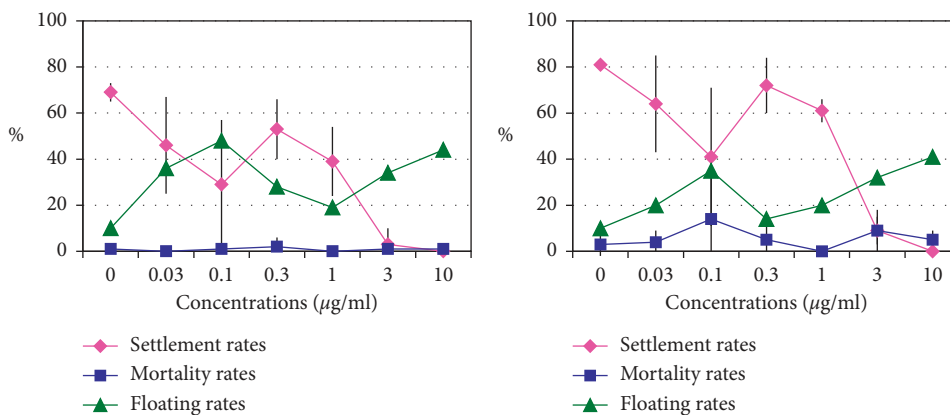 100
80
60
%
40
20
0
0 0.03 0.1 0.3 1 3 10
Concentrations (µg/ml)
Settlement rates
Mortality rates
Floating rates
100
80
60
%
40
20
0
0 0.03 0.1 0.3 1 3 10
Concentrations (µg/ml)
Settlement rates
Mortality rates
Floating rates